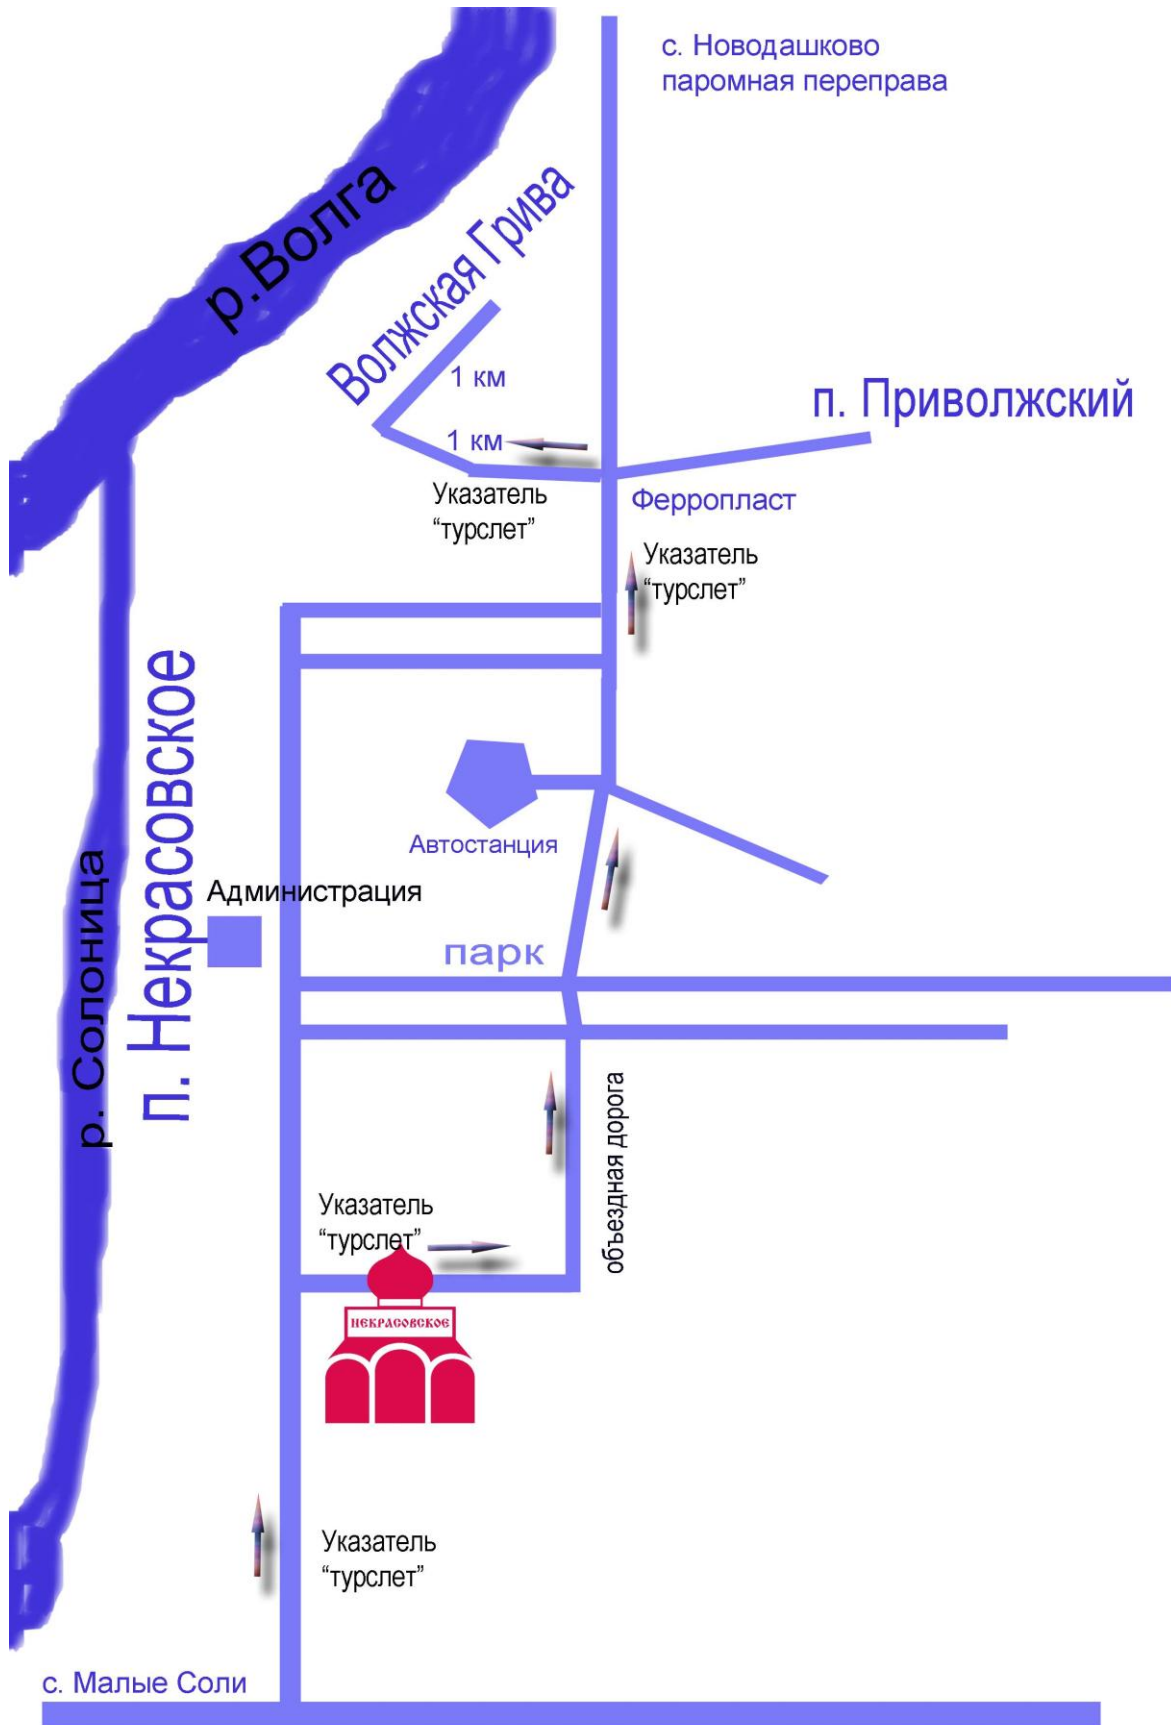 с. Новодашково
паромная переправа
р.Волга
Волжская Грива
1 км
п. Приволжский
1 км
Указатель
“турслет”
Ферропласт
Указатель
“турслет”
п. Некрасовское
Автостанция
р. Солоница
Администрация
парк
объездная дорога
Указатель
“турслет”
НЕКРАСОВСКОЕ
Указатель
“турслет”
с. Малые Соли